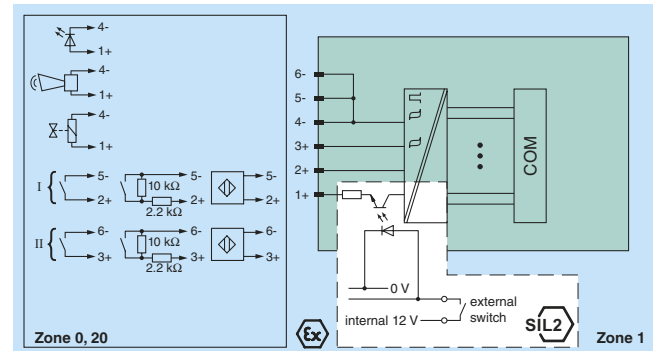 4-
1+
4-
1+
4-
1+
I
5-
2+
10 kΩ
2.2 kΩ
5-
2+
5-
2+
II
6-
3+
10 kΩ
2.2 kΩ
6-
3+
6-
3+
Zone 0, 20
6-
5-
4-
3+
2+
1+
COM
0 V
internal 12 V
external
switch
Ex
SIL2
Zone 1